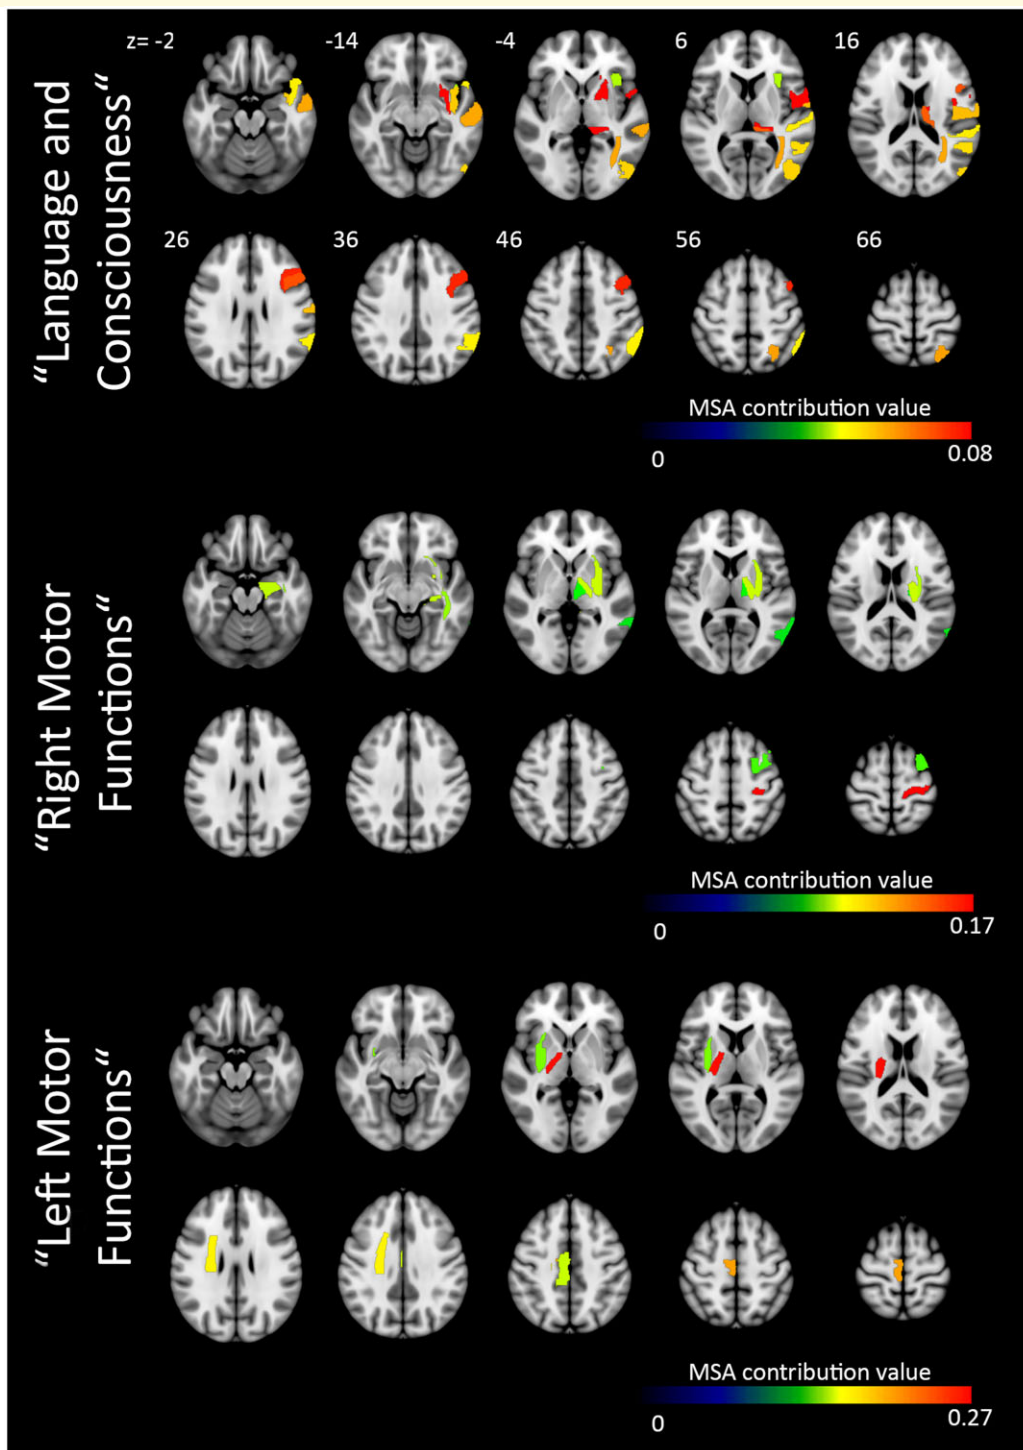 “Language and
Consciousness“
z= -2 -14 -4 6 16
26 36 46 56 66
MSA contribution value
0 0.08
“Right Motor
Functions“
MSA contribution value
0 0.17
“Left Motor
Functions“
MSA contribution value
0 0.27